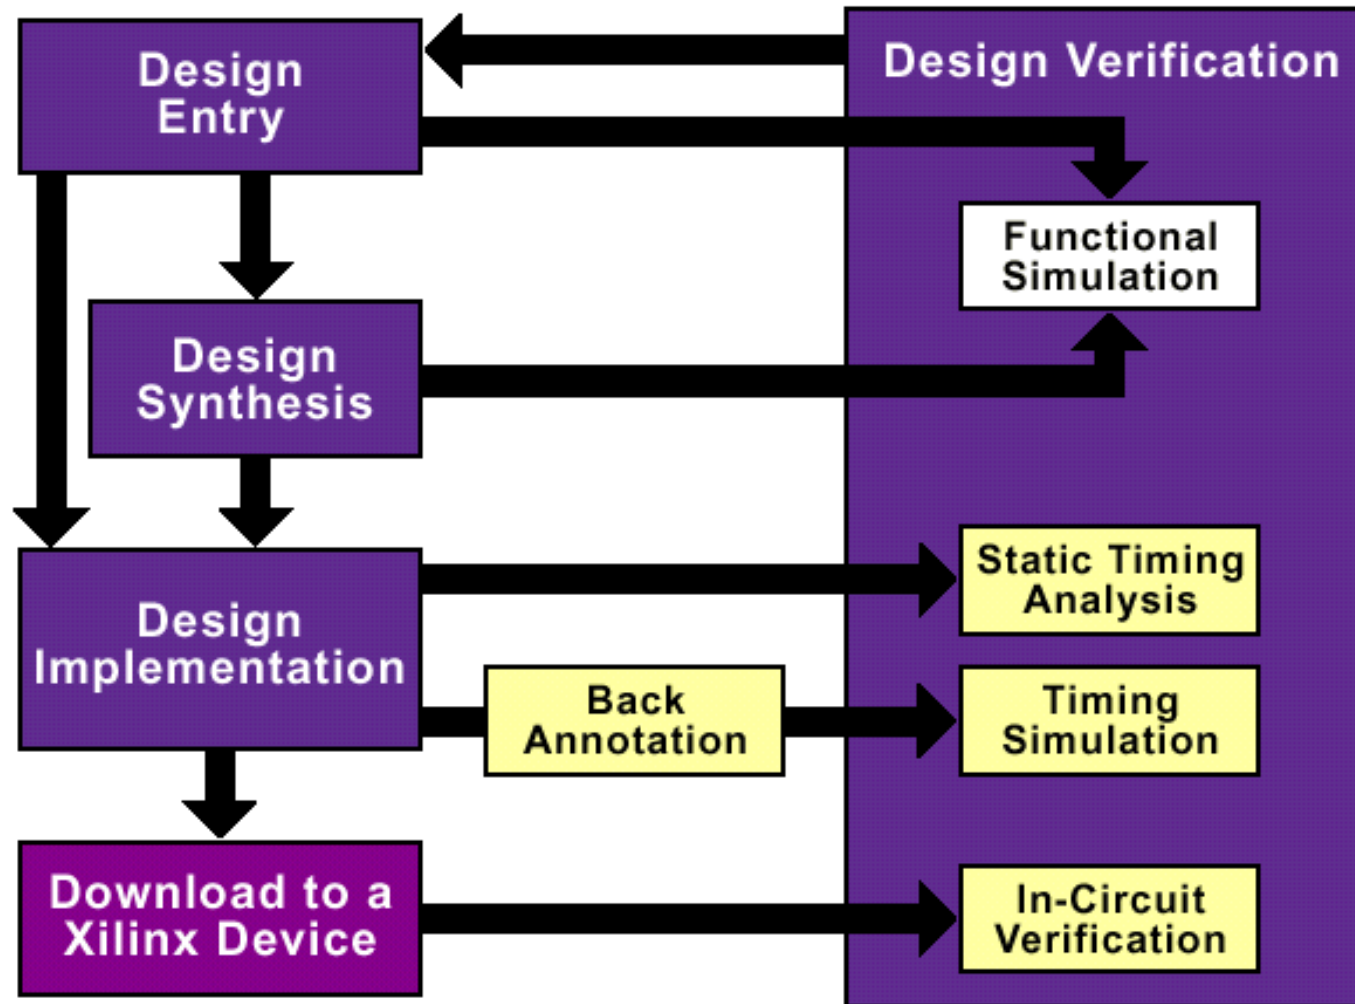 Design
Entry
Design Verification
Functional
Simulation
Design
Synthesis
Static Timing
Analysis
Design
Implementation
Back
Annotation
Timing
Simulation
Download to a
Xilinx Device
In-Circuit
Verification